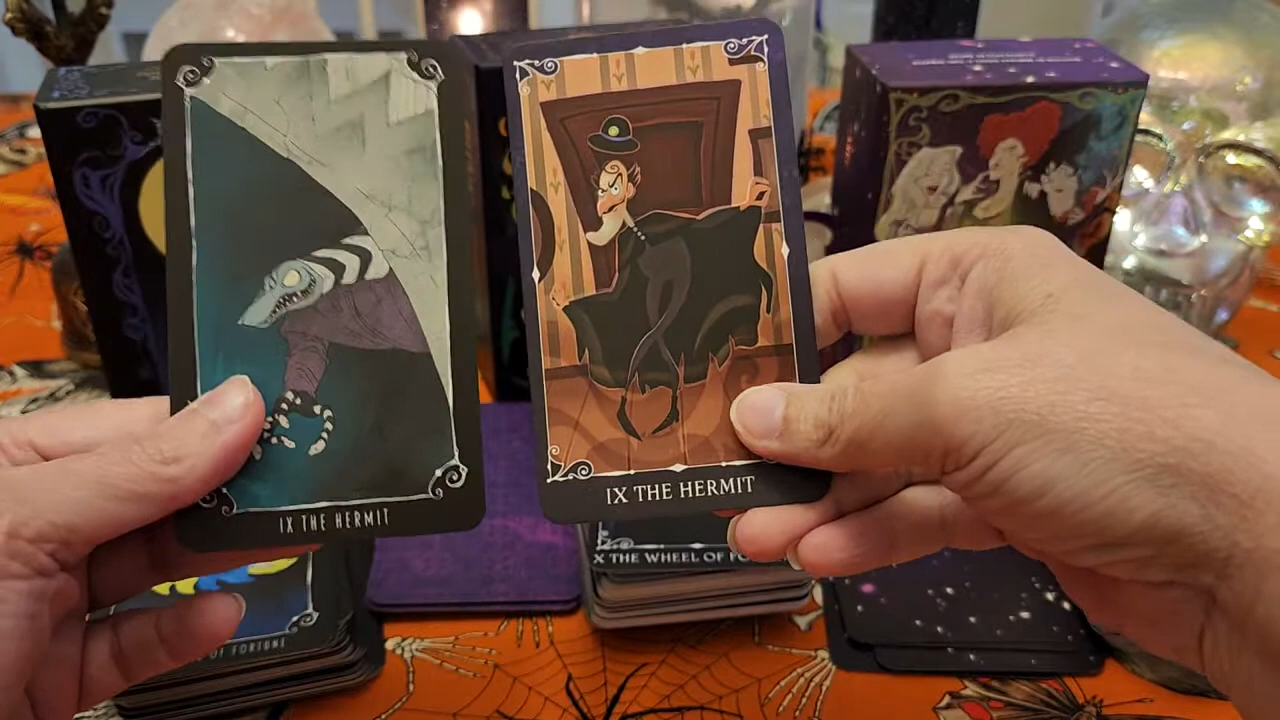 IX THE HERMIT
IX THE HERMIT
X THE WHEEL OF FO
OF FORTUNE